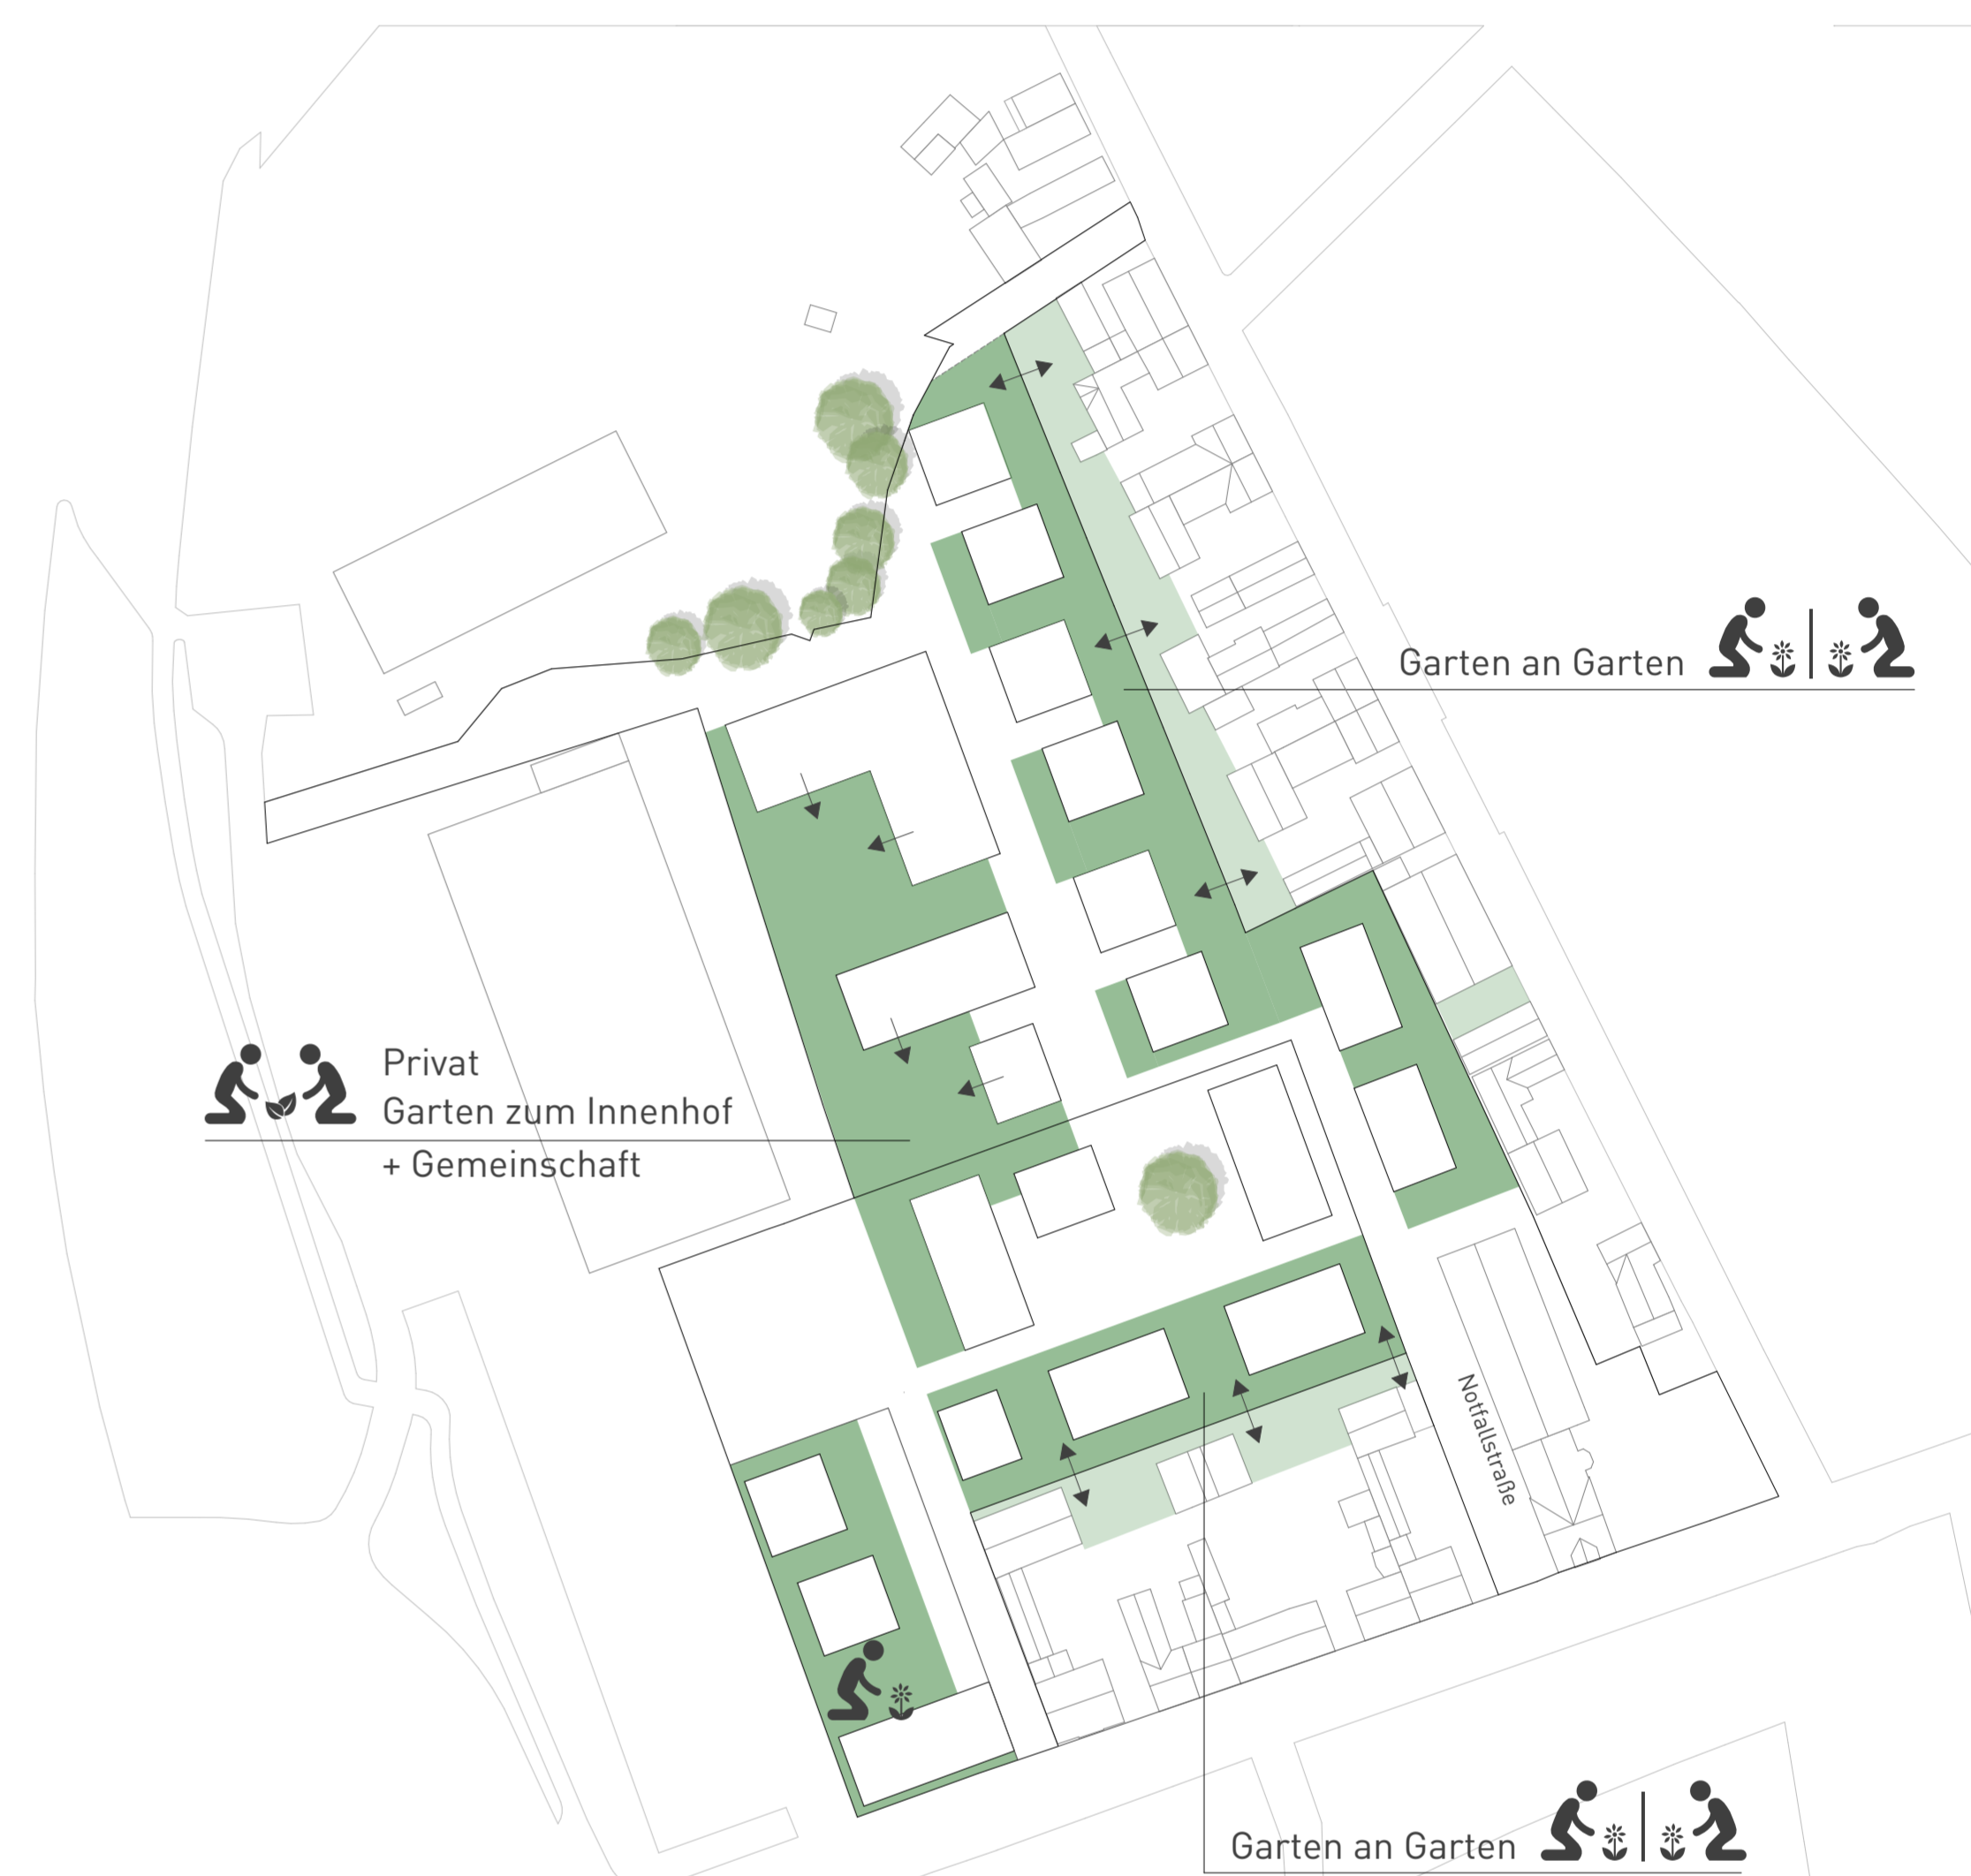 Garten an Garten
Privat
Garten zum Innenhof
+ Gemeinschaft
Notfallstraße
Garten an Garten